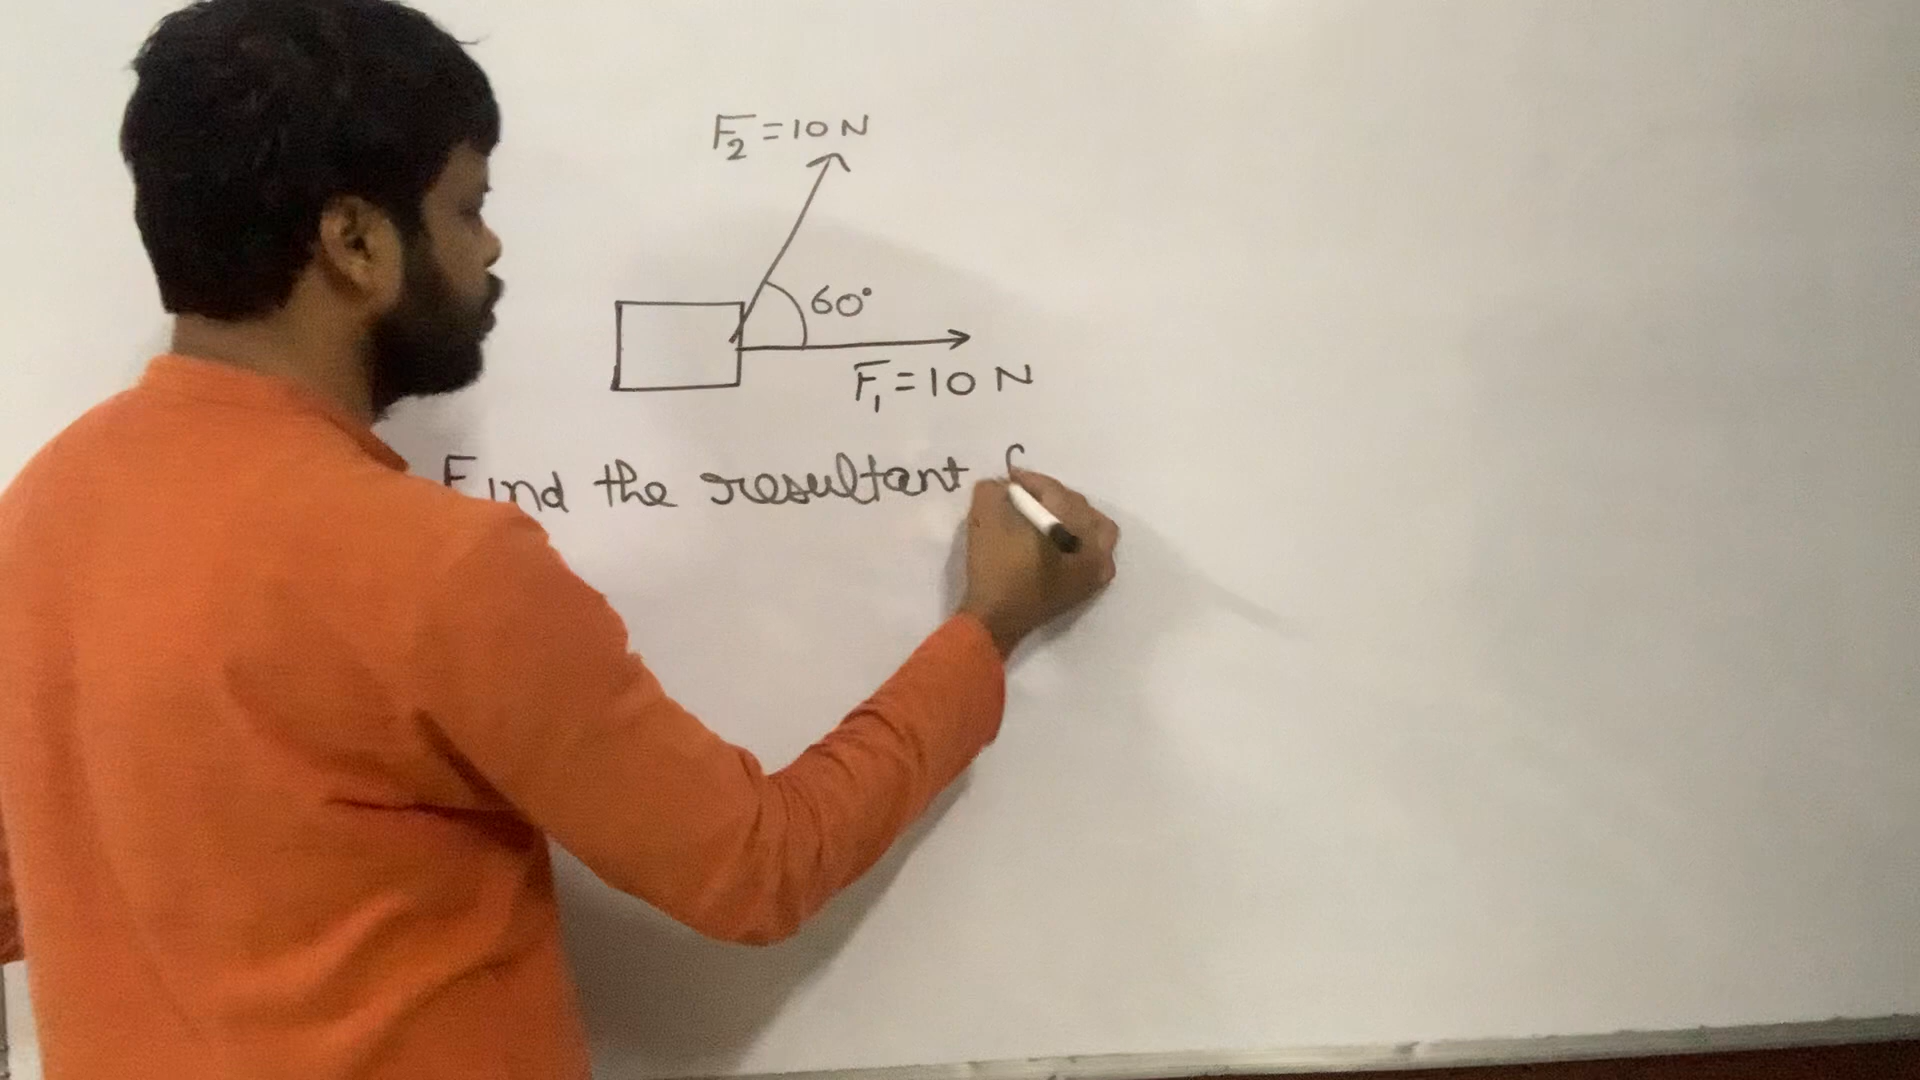 F₂=10 N
60°
F₁=10 N
Find the resultant f